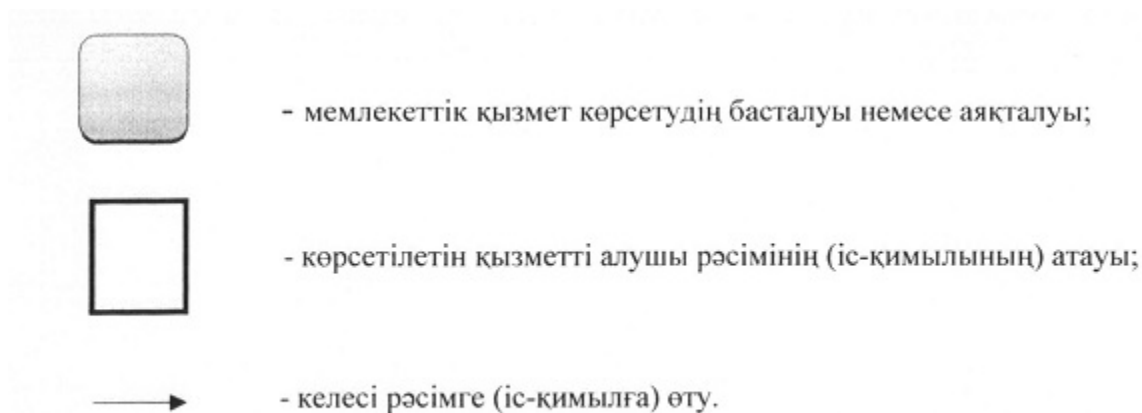 - мемлекеттік қызмет көрсетудің басталуы немесе аяқталуы;
- көрсетілетін қызметті алушы рәсімінің (іс-қимылының) атауы;
- келесі рәсімге (іс-қимылға) өту.